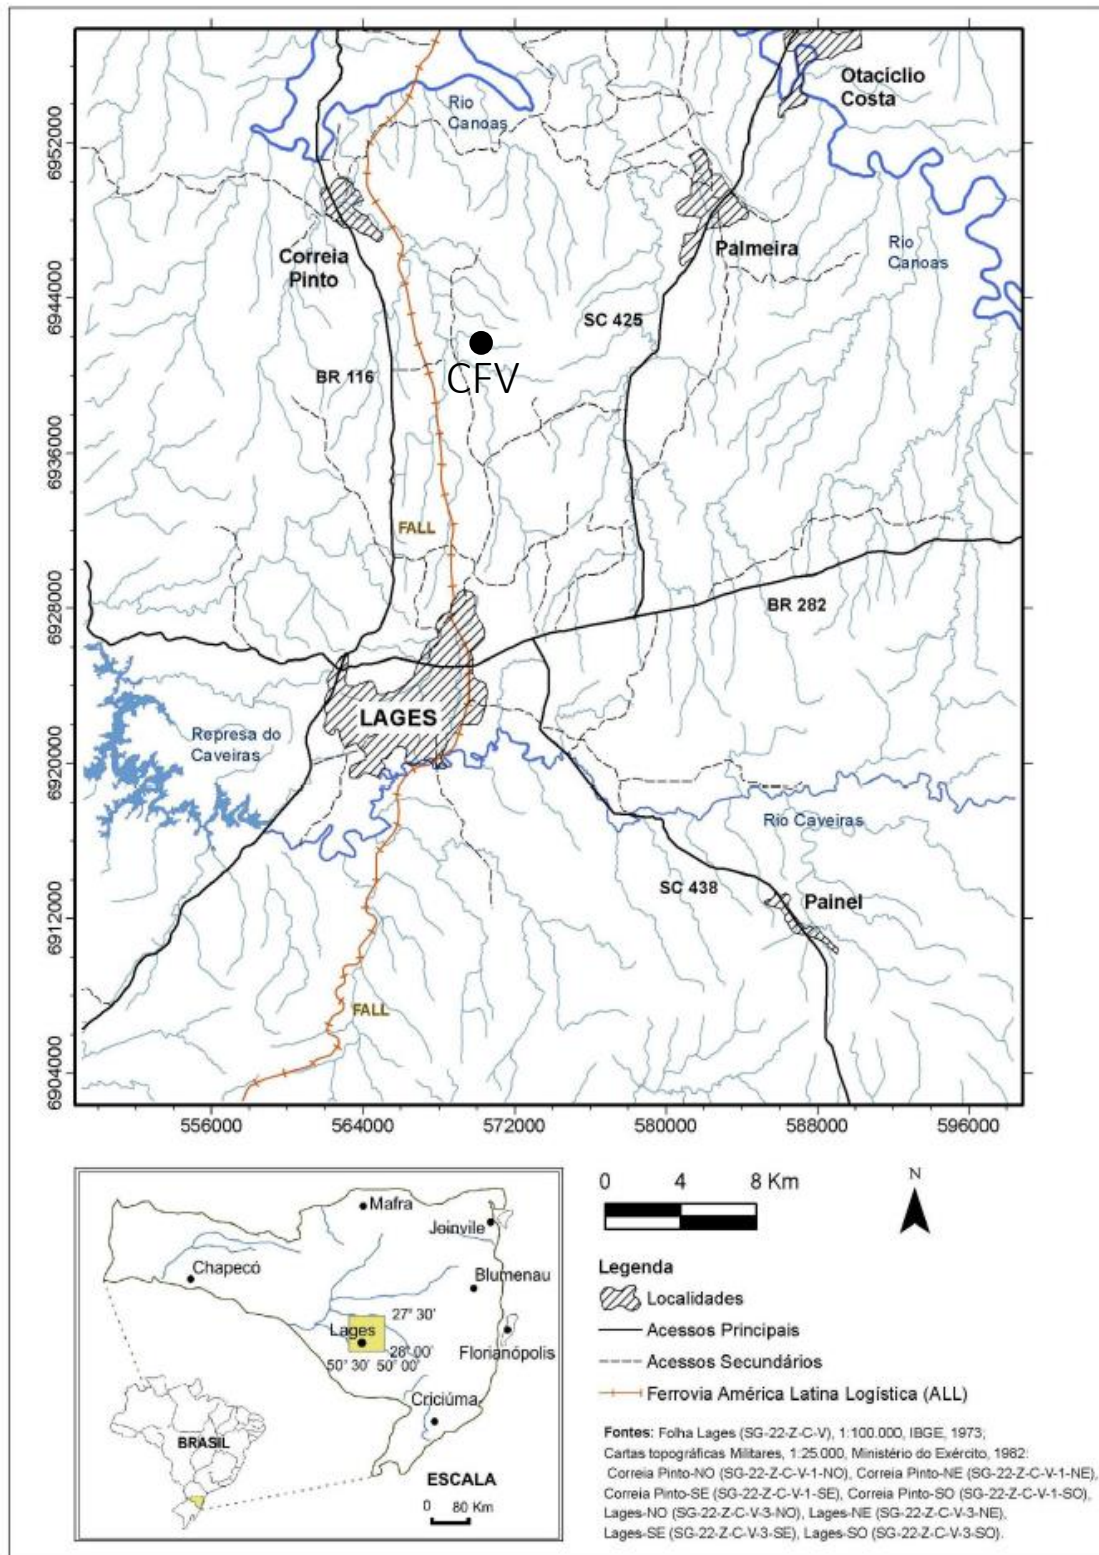 Otacíclio
Costa
Rio
Canoas
Palmeira
Rio
Canoas
Correia
Pinto
SC 425
CFV
BR 116
FALL
BR 282
LAGES
Represa do
Caveiras
Rio Caveiras
SC 438
Painel
FALL
6952000
6944000
6936000
6928000
6920000
6912000
6904000
556000
564000
572000
580000
588000
596000
Mafra
Joinvile
Chapecó
Blumenau
27° 30'
Lages
28° 00'
50° 30' 50° 00'
Florianópolis
Criciúma
BRASIL
ESCALA
0 80 Km
0 4 8 Km
N
Legenda
Localidades
Acessos Principais
Acessos Secundários
Ferrovia América Latina Logística (ALL)
Fontes: Folha Lages (SG-22-Z-C-V), 1:100.000, IBGE, 1973;
Cartas topográficas Militares, 1:25.000, Ministério do Exército, 1982:
Correia Pinto-NO (SG-22-Z-C-V-1-NO), Correia Pinto-NE (SG-22-Z-C-V-1-NE),
Correia Pinto-SE (SG-22-Z-C-V-1-SE), Correia Pinto-SO (SG-22-Z-C-V-1-SO),
Lages-NO (SG-22-Z-C-V-3-NO), Lages-NE (SG-22-Z-C-V-3-NE),
Lages-SE (SG-22-Z-C-V-3-SE), Lages-SO (SG-22-Z-C-V-3-SO).